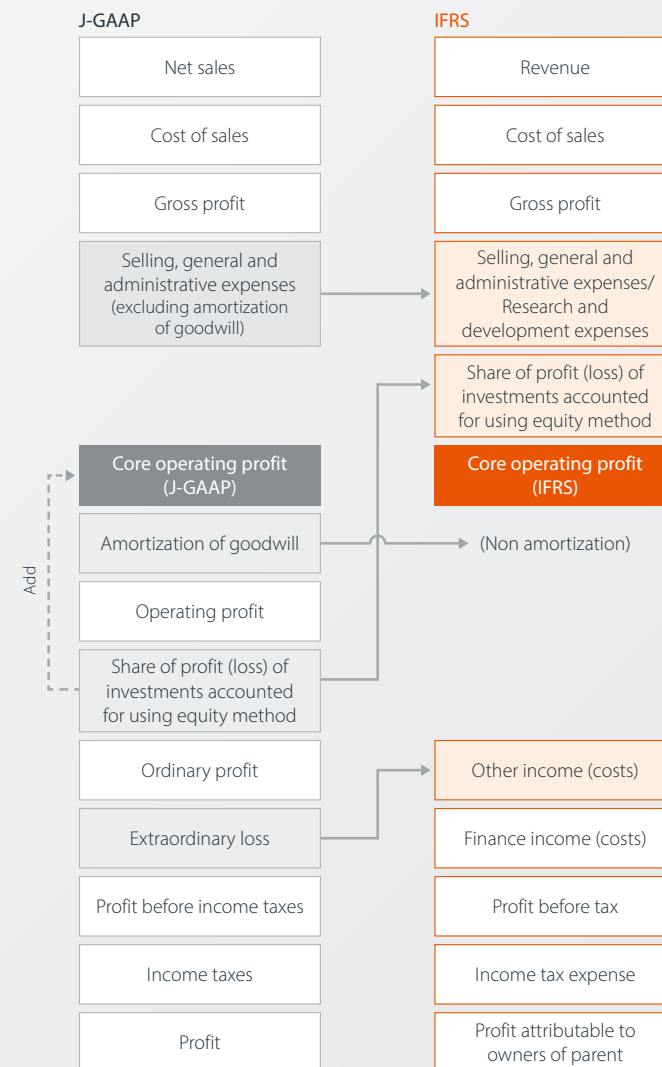 J-GAAP
IFRS
Net sales
Revenue
Cost of sales
Cost of sales
Gross profit
Gross profit
Selling, general and
administrative expenses
(excluding amortization
of goodwill)
Selling, general and
administrative expenses/
Research and
development expenses
Share of profit (loss) of
investments accounted
for using equity method
Core operating profit
(J-GAAP)
Core operating profit
(IFRS)
Add
Amortization of goodwill
(Non amortization)
Operating profit
Share of profit (loss) of
investments accounted
for using equity method
Ordinary profit
Other income (costs)
Extraordinary loss
Finance income (costs)
Profit before income taxes
Profit before tax
Income taxes
Income tax expense
Profit
Profit attributable to
owners of parent